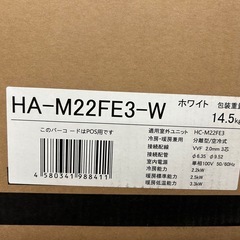 HA-M22FE3-W ホワイト 包装重量
14.5k
このバーコードはPOS用です
4 580341 988411
適用室外ユニット HC-M22FE3
冷房・暖房兼用 分離型/空冷式
接続配線 VVF 2.0mm 3芯
接続配管 φ6.35 φ9.52
室内電源 単相100V 50/60Hz
冷房能力 2.2kW
暖房標準能力 2.5kW
暖房低温能力 3.3kW